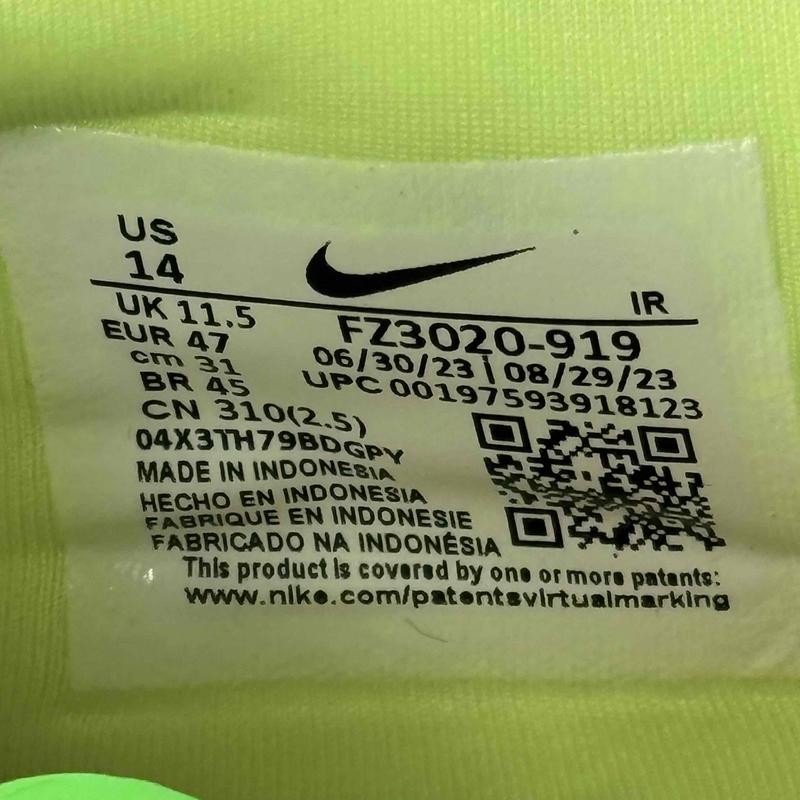 US
14
IR
UK 11.5
EUR 47
cm 31
BR 45
CN 310(2.5)
FZ3020-919
06/30/23 | 08/29/23
UPC 00197593918123
04X3TH79BDGPY
MADE IN INDONESIA
HECHO EN INDONESIA
FABRIQUE EN INDONESIE
FABRICADO NA INDONÉSIA
This product is covered by one or more patents:
www.nike.com/patentsvirtualmarking